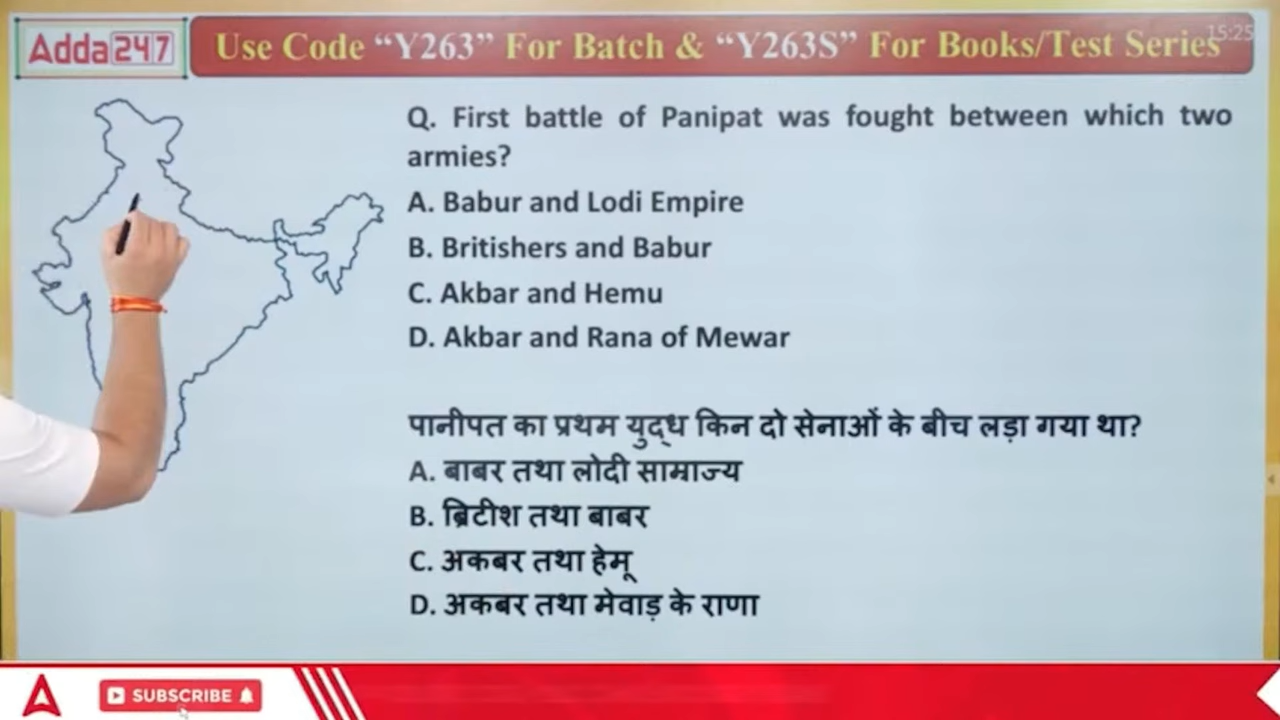 Adda247
Use Code “Y263” For Batch & “Y263S” For Books/Test Series
15:25
Q. First battle of Panipat was fought between which two
armies?
A. Babur and Lodi Empire
B. Britishers and Babur
C. Akbar and Hemu
D. Akbar and Rana of Mewar
पानीपत का प्रथम युद्ध किन दो सेनाओं के बीच लड़ा गया था?
A. बाबर तथा लोदी साम्राज्य
B. ब्रिटीश तथा बाबर
C. अकबर तथा हेमू
D. अकबर तथा मेवाड़ के राणा
SUBSCRIBE